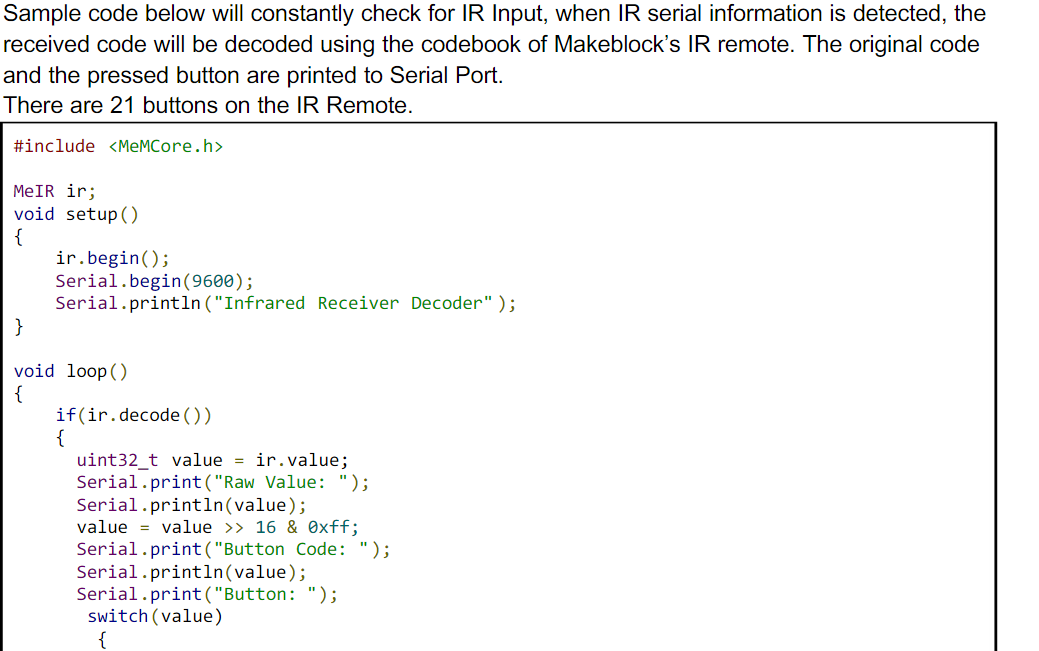 Sample code below will constantly check for IR Input, when IR serial information is detected, the
received code will be decoded using the codebook of Makeblock’s IR remote. The original code
and the pressed button are printed to Serial Port.
There are 21 buttons on the IR Remote.
#include <MeMCore.h>
MeIR ir;
void setup()
{
ir.begin();
Serial.begin(9600);
Serial.println("Infrared Receiver Decoder" );
}
void loop()
{
if(ir.decode())
{
uint32_t value = ir.value;
Serial.print("Raw Value: ");
Serial.println(value);
value = value >> 16 & 0xff;
Serial.print("Button Code: ");
Serial.println(value);
Serial.print("Button: ");
switch(value)
{